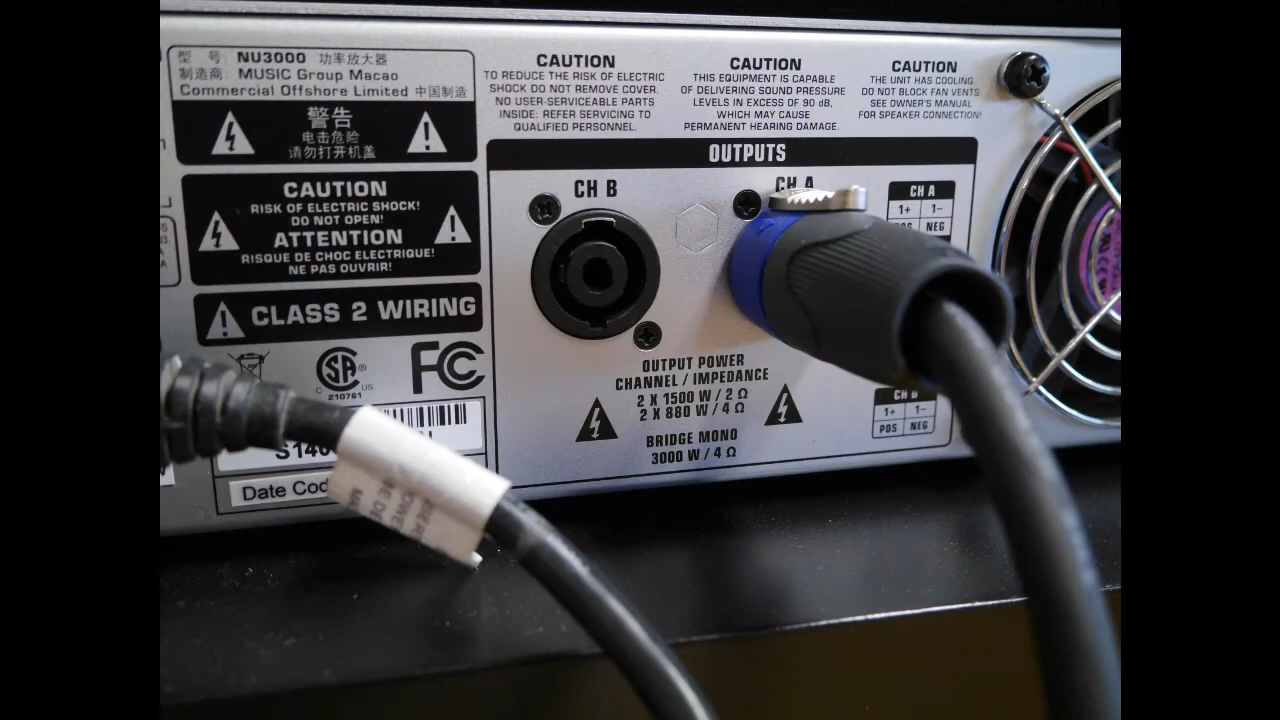 型 号: NU3000 功率放大器
制造商: MUSIC Group Macao
Commercial Offshore Limited 中国制造
警告
电击危险
请勿打开机盖
CAUTION
RISK OF ELECTRIC SHOCK!
DO NOT OPEN!
ATTENTION
RISQUE DE CHOC ELECTRIQUE!
NE PAS OUVRIR!
CLASS 2 WIRING
SA ® US
210761
FC
S140
Date Cod
CAUTION
TO REDUCE THE RISK OF ELECTRIC
SHOCK DO NOT REMOVE COVER.
NO USER-SERVICEABLE PARTS
INSIDE: REFER SERVICING TO
QUALIFIED PERSONNEL.
CAUTION
THIS EQUIPMENT IS CAPABLE
OF DELIVERING SOUND PRESSURE
LEVELS IN EXCESS OF 90 dB,
WHICH MAY CAUSE
PERMANENT HEARING DAMAGE.
CAUTION
THE UNIT HAS COOLING.
DO NOT BLOCK FAN VENTS.
SEE OWNER'S MANUAL
FOR SPEAKER CONNECTION!
OUTPUTS
CH B
CH A
CH A
1+ 1-
POS NEG
OUTPUT POWER
CHANNEL / IMPEDANCE
2 X 1500 W / 2 Ω
2 X 880 W / 4 Ω
BRIDGE MONO
3000 W / 4 Ω
CH B
1+ 1-
POS NEG